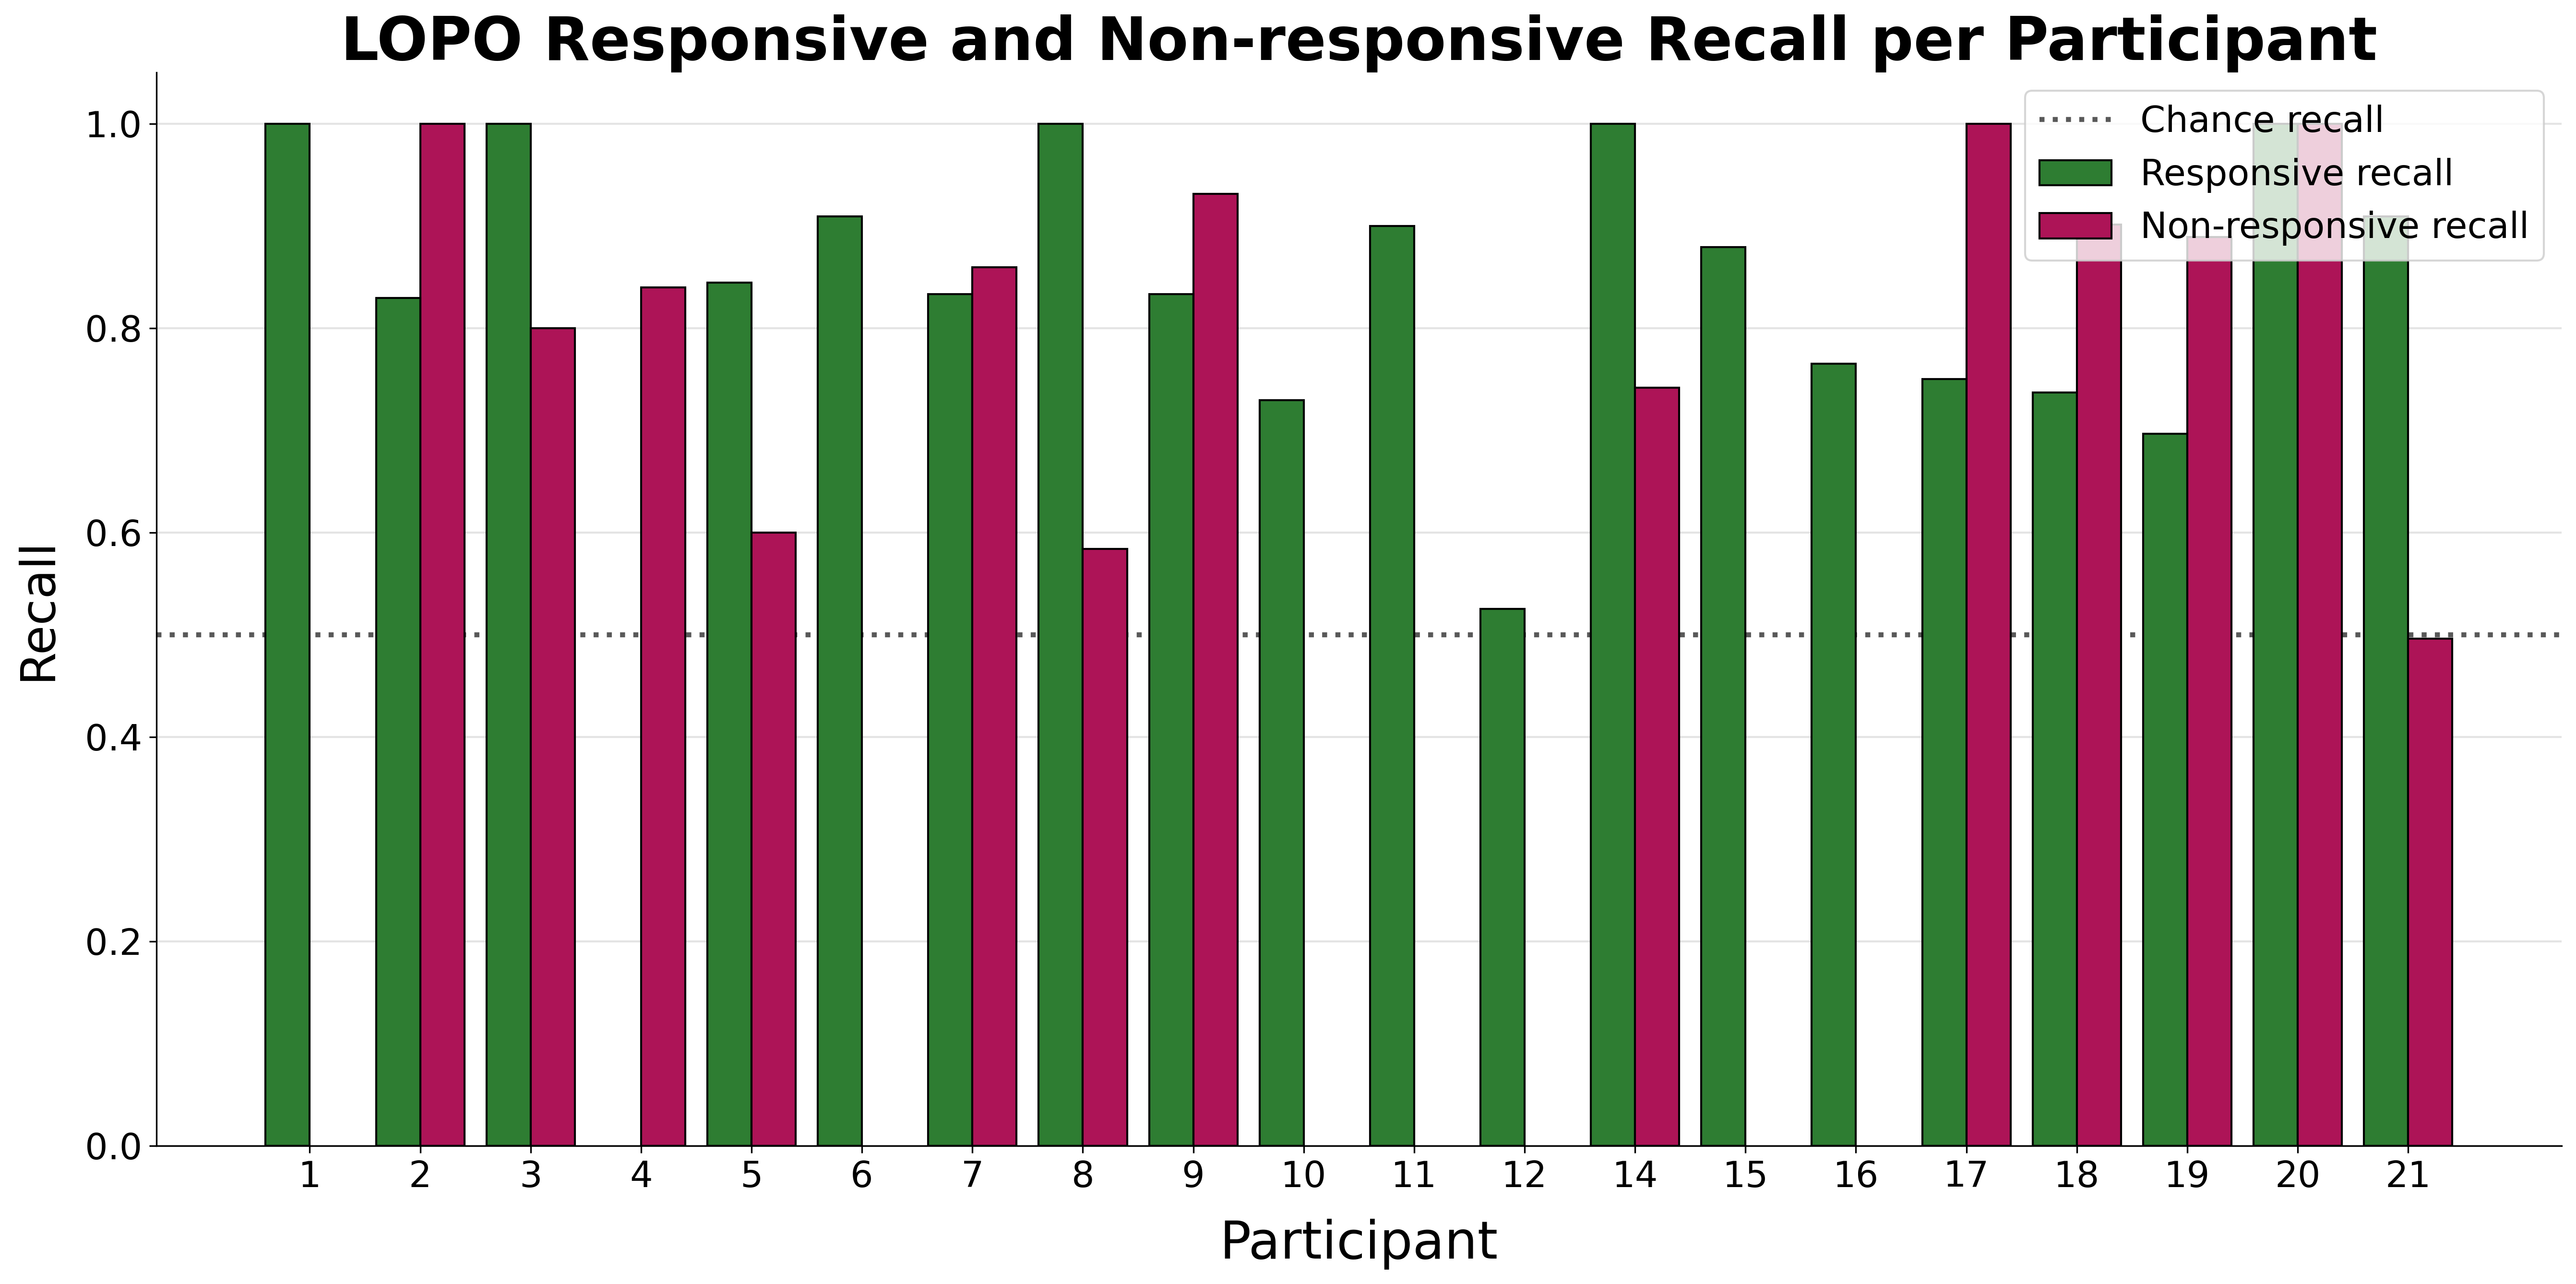 LOPO Responsive and Non-responsive Recall per Participant
Chance recall
Responsive recall
Non-responsive recall
1.0
0.8
0.6
0.4
0.2
0.0
Recall
1 2 3 4 5 6 7 8 9 10 11 12 14 15 16 17 18 19 20 21
Participant